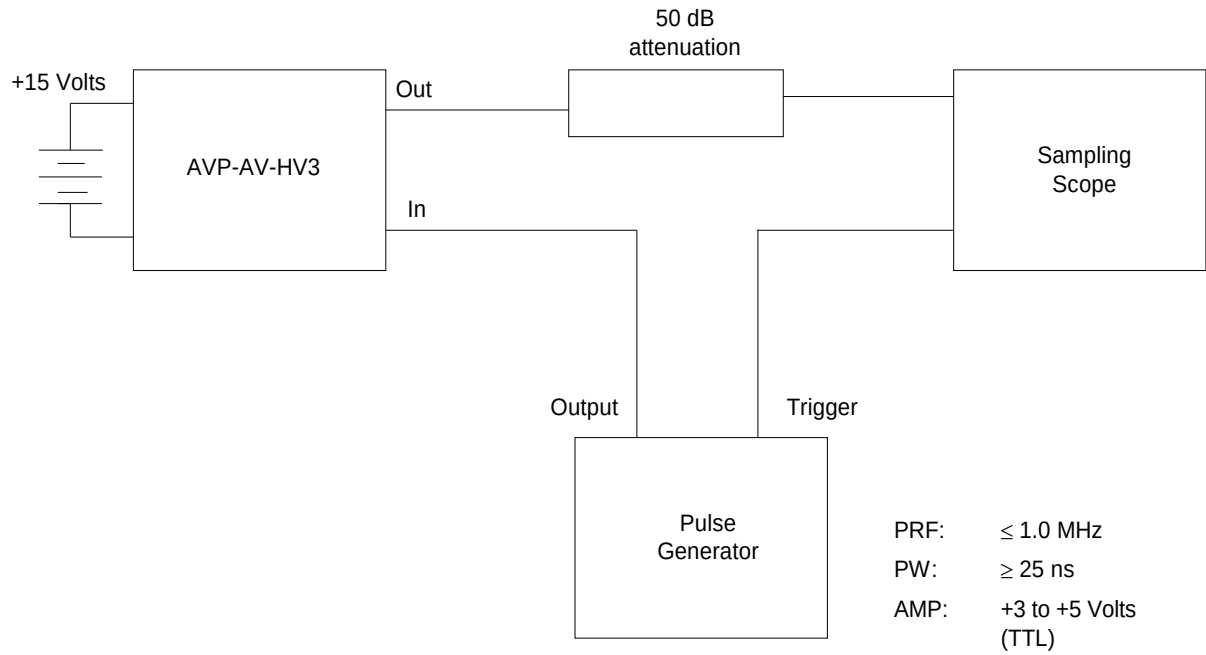 50 dB
attenuation
+15 Volts
Out
AVP-AV-HV3
Sampling
Scope
In
Output
Trigger
Pulse
Generator
PRF: ≤ 1.0 MHz
PW: ≥ 25 ns
AMP: +3 to +5 Volts
(TTL)